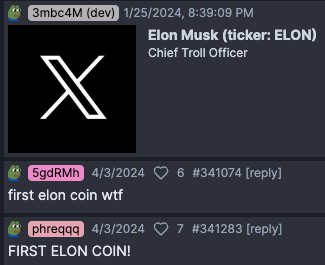 3mbc4M (dev) 1/25/2024, 8:39:09 PM
Elon Musk (ticker: ELON)
Chief Troll Officer
5gdRMh 4/3/2024 6 #341074 [reply]
first elon coin wtf
phreqqq 4/3/2024 7 #341283 [reply]
FIRST ELON COIN!